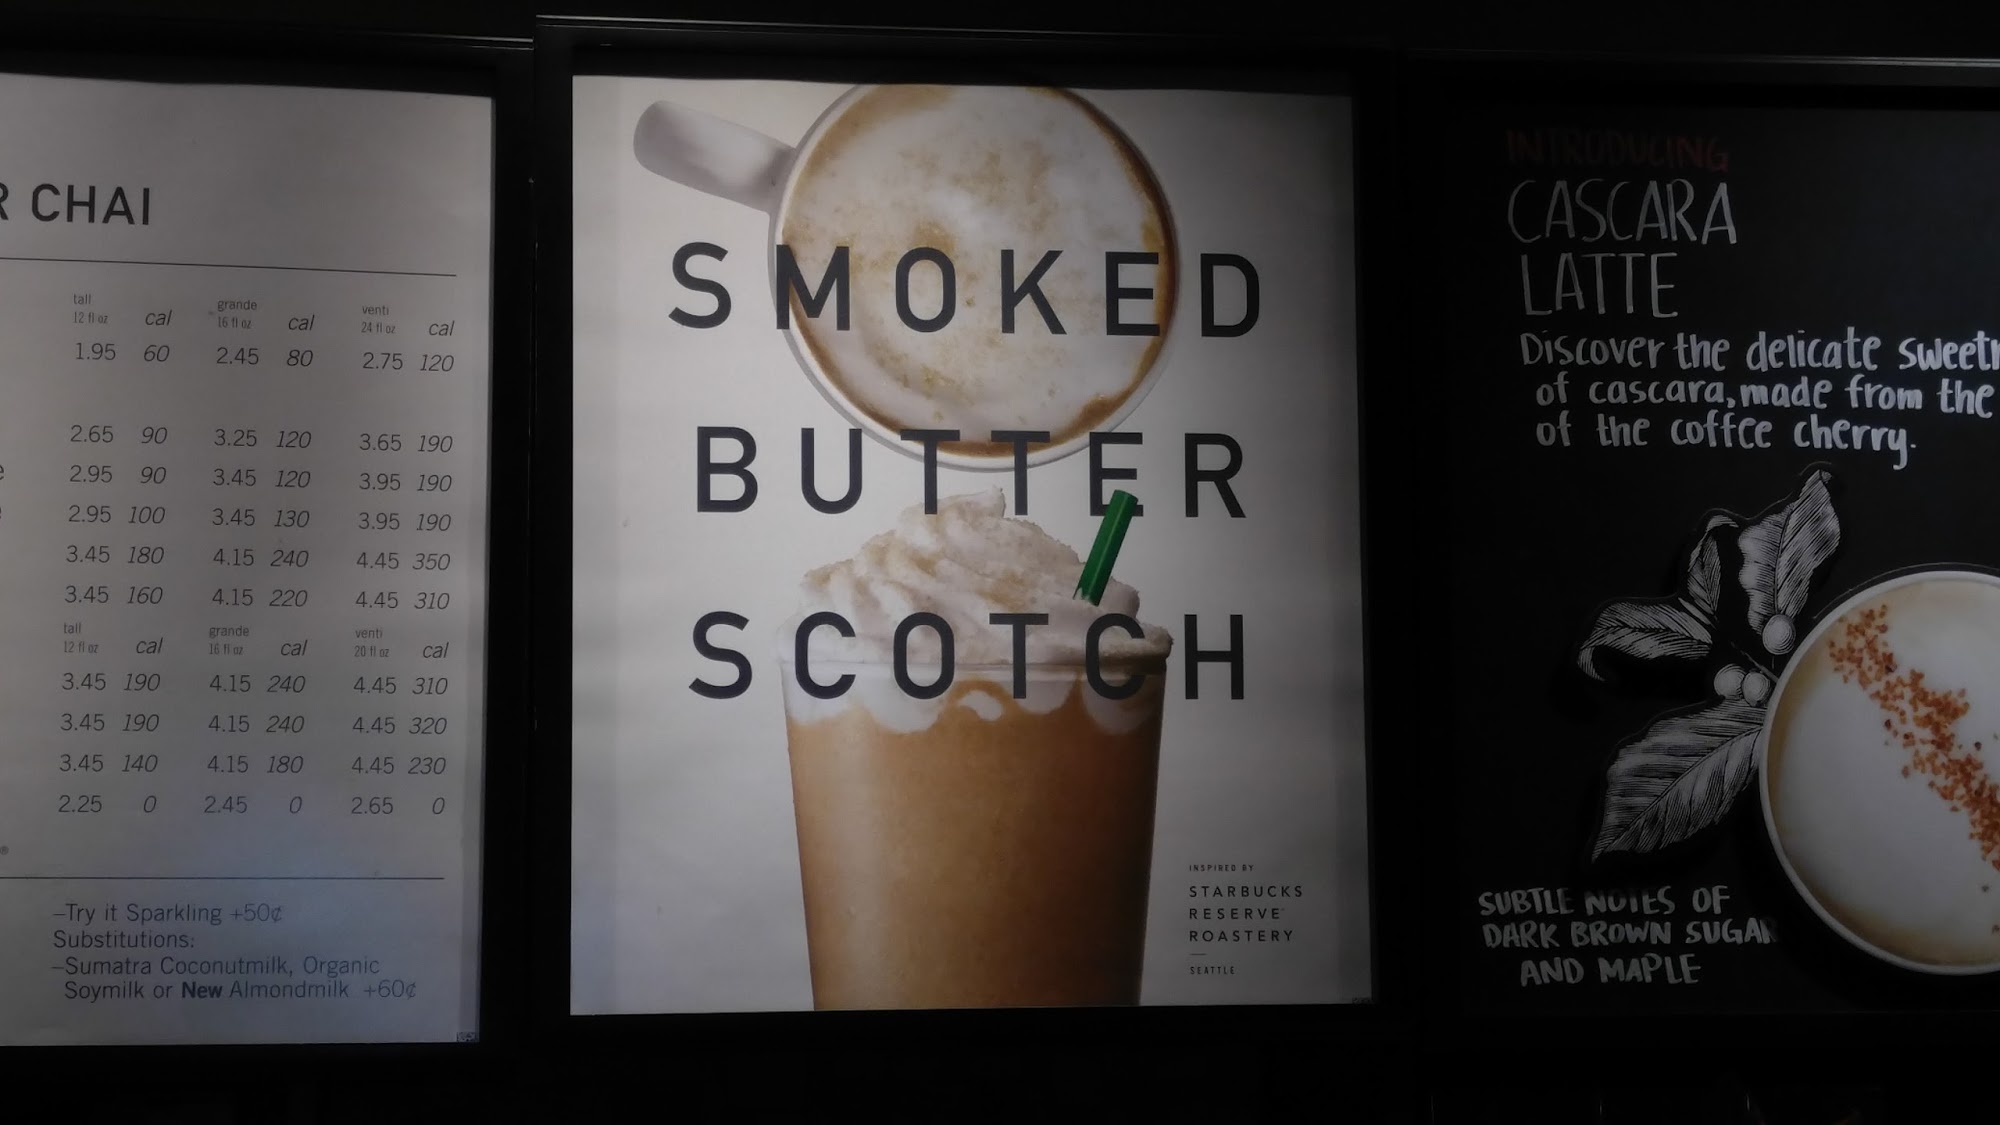 R CHAI
tall grande venti
12 fl oz cal 16 fl oz cal 24 fl oz cal
1.95 60 2.45 80 2.75 120
2.65 90 3.25 120 3.65 190
2.95 90 3.45 120 3.95 190
2.95 100 3.45 130 3.95 190
3.45 180 4.15 240 4.45 350
3.45 160 4.15 220 4.45 310
tall grande venti
12 fl oz cal 16 fl oz cal 20 fl oz cal
3.45 190 4.15 240 4.45 310
3.45 190 4.15 240 4.45 320
3.45 140 4.15 180 4.45 230
2.25 0 2.45 0 2.65 0
–Try it Sparkling +50¢
Substitutions:
–Sumatra Coconutmilk, Organic
Soymilk or New Almondmilk +60¢
SMOKED
BUTTER
SCOTCH
INSPIRED BY
STARBUCKS
RESERVE
ROASTERY
SEATTLE
INTRODUCING
CASCARA
LATTE
Discover the delicate sweet
of cascara, made from the
of the coffee cherry.
SUBTLE NOTES OF
DARK BROWN SUGAR
AND MAPLE